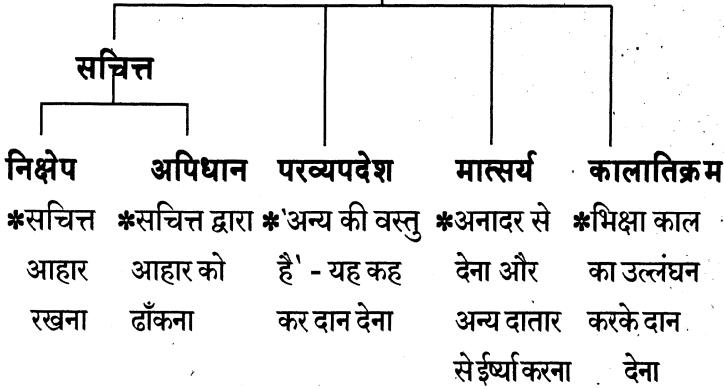 सचित्त
निक्षेप अपिधान परव्यपदेश मात्सर्य कालातिक्रम
*सचित्त *सचित्त द्वारा *'अन्य की वस्तु *अनादर से *भिक्षा काल
आहार आहार को है' - यह कह देना और का उल्लंघन
रखना ढाँकना कर दान देना अन्य दातार करके दान
से ईर्ष्या करना देना